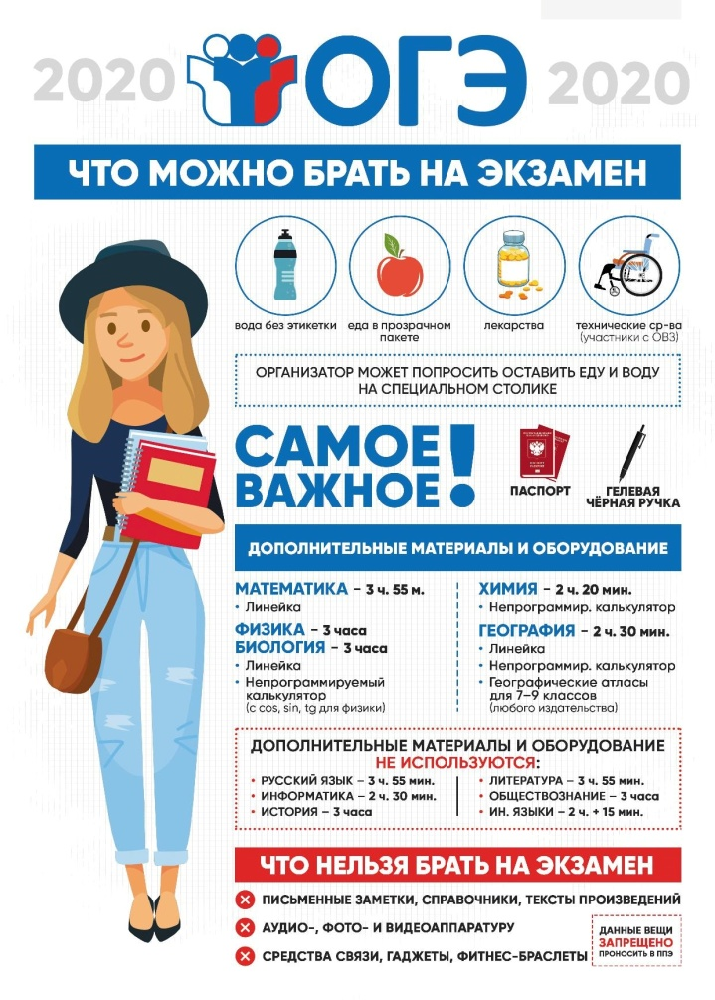 2020 ОГЭ 2020
ЧТО МОЖНО БРАТЬ НА ЭКЗАМЕН
вода без этикетки
еда в прозрачном
пакете
лекарства
технические ср-ва
(участники с ОВЗ)
ОРГАНИЗАТОР МОЖЕТ ПОПРОСИТЬ ОСТАВИТЬ ЕДУ И ВОДУ
НА СПЕЦИАЛЬНОМ СТОЛИКЕ
САМОЕ
ВАЖНОЕ!
ПАСПОРТ
ГЕЛЕВАЯ
ЧЁРНАЯ РУЧКА
ДОПОЛНИТЕЛЬНЫЕ МАТЕРИАЛЫ И ОБОРУДОВАНИЕ
МАТЕМАТИКА – 3 ч. 55 м.
• Линейка
ФИЗИКА – 3 часа
БИОЛОГИЯ – 3 часа
• Линейка
• Непрограммируемый
калькулятор
(с cos, sin, tg для физики)
ХИМИЯ – 2 ч. 20 мин.
• Непрограммир. калькулятор
ГЕОГРАФИЯ – 2 ч. 30 мин.
• Линейка
• Непрограммир. калькулятор
• Географические атласы
для 7–9 классов
(любого издательства)
ДОПОЛНИТЕЛЬНЫЕ МАТЕРИАЛЫ И ОБОРУДОВАНИЕ
НЕ ИСПОЛЬЗУЮТСЯ:
• РУССКИЙ ЯЗЫК – 3 ч. 55 мин.
• ИНФОРМАТИКА – 2 ч. 30 мин.
• ИСТОРИЯ – 3 часа
• ЛИТЕРАТУРА – 3 ч. 55 мин.
• ОБЩЕСТВОЗНАНИЕ – 3 часа
• ИН. ЯЗЫКИ – 2 ч. + 15 мин.
ЧТО НЕЛЬЗЯ БРАТЬ НА ЭКЗАМЕН
ПИСЬМЕННЫЕ ЗАМЕТКИ, СПРАВОЧНИКИ, ТЕКСТЫ ПРОИЗВЕДЕНИЙ
АУДИО-, ФОТО- И ВИДЕОАППАРАТУРУ
СРЕДСТВА СВЯЗИ, ГАДЖЕТЫ, ФИТНЕС-БРАСЛЕТЫ
ДАННЫЕ ВЕЩИ
ЗАПРЕЩЕНО
ПРОНОСИТЬ В ППЭ